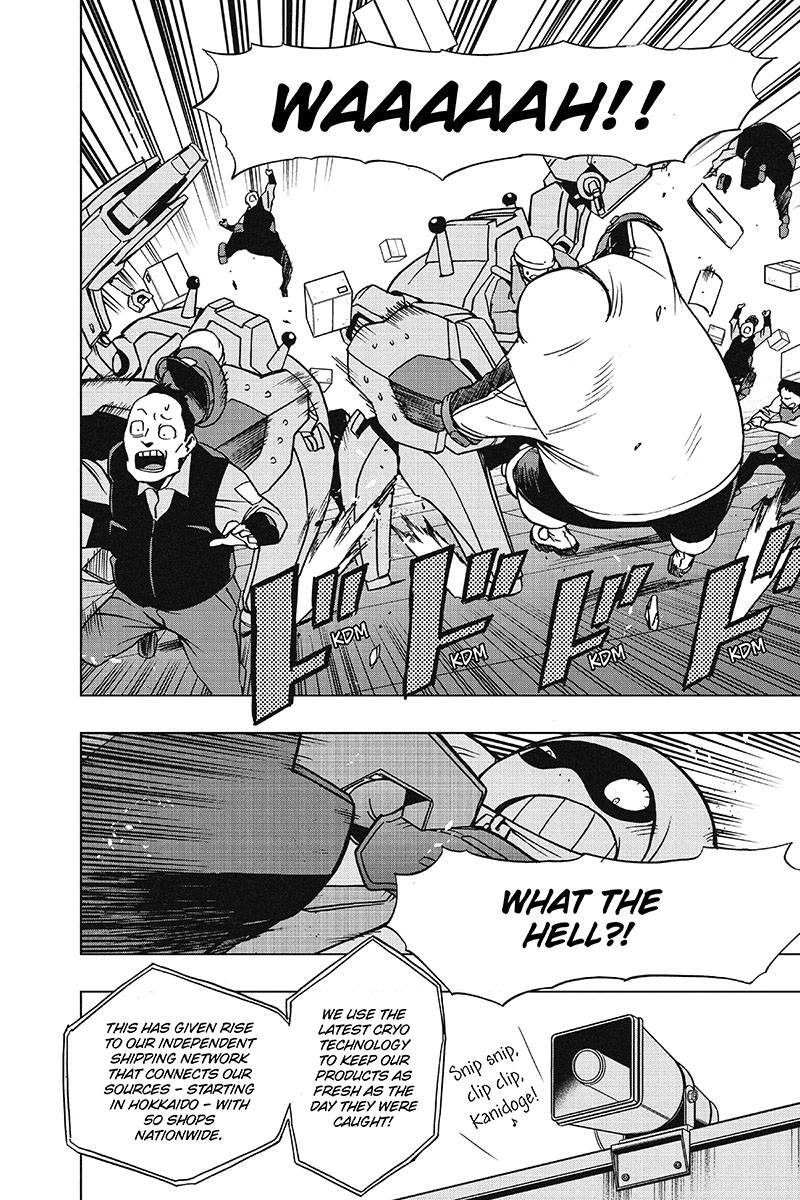 WAAAAAH!!
ド ド ド ド
KDM
KDM
KDM
KDM
WHAT THE
HELL?!
WE USE THE
LATEST CRYO
TECHNOLOGY
TO KEEP OUR
PRODUCTS AS
FRESH AS THE
DAY THEY WERE
CAUGHT!
THIS HAS GIVEN RISE
TO OUR INDEPENDENT
SHIPPING NETWORK
THAT CONNECTS OUR
SOURCES – STARTING
IN HOKKAIDO – WITH
50 SHOPS
NATIONWIDE.
Snip snip,
clip clip,
Kanidoge!
♪